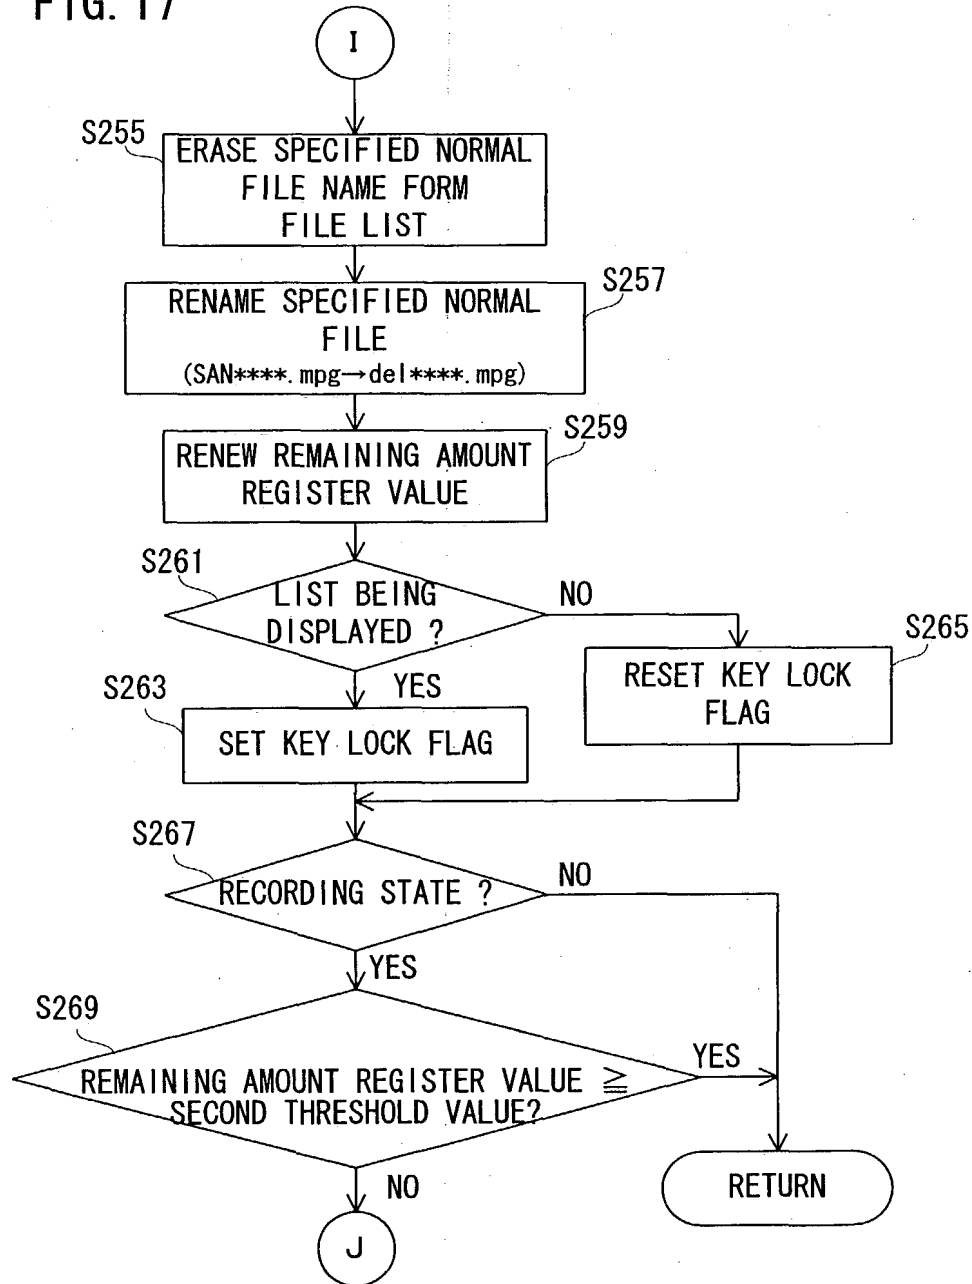 FIG. 17
I
S255
ERASE SPECIFIED NORMAL
FILE NAME FORM
FILE LIST
S257
RENAME SPECIFIED NORMAL
FILE
(SAN****.mpg→del****.mpg)
S259
RENEW REMAINING AMOUNT
REGISTER VALUE
S261
LIST BEING
DISPLAYED ?
NO
YES
S265
RESET KEY LOCK
FLAG
S263
SET KEY LOCK FLAG
S267
RECORDING STATE ?
NO
YES
S269
REMAINING AMOUNT REGISTER VALUE ≧
SECOND THRESHOLD VALUE?
YES
NO
RETURN
J